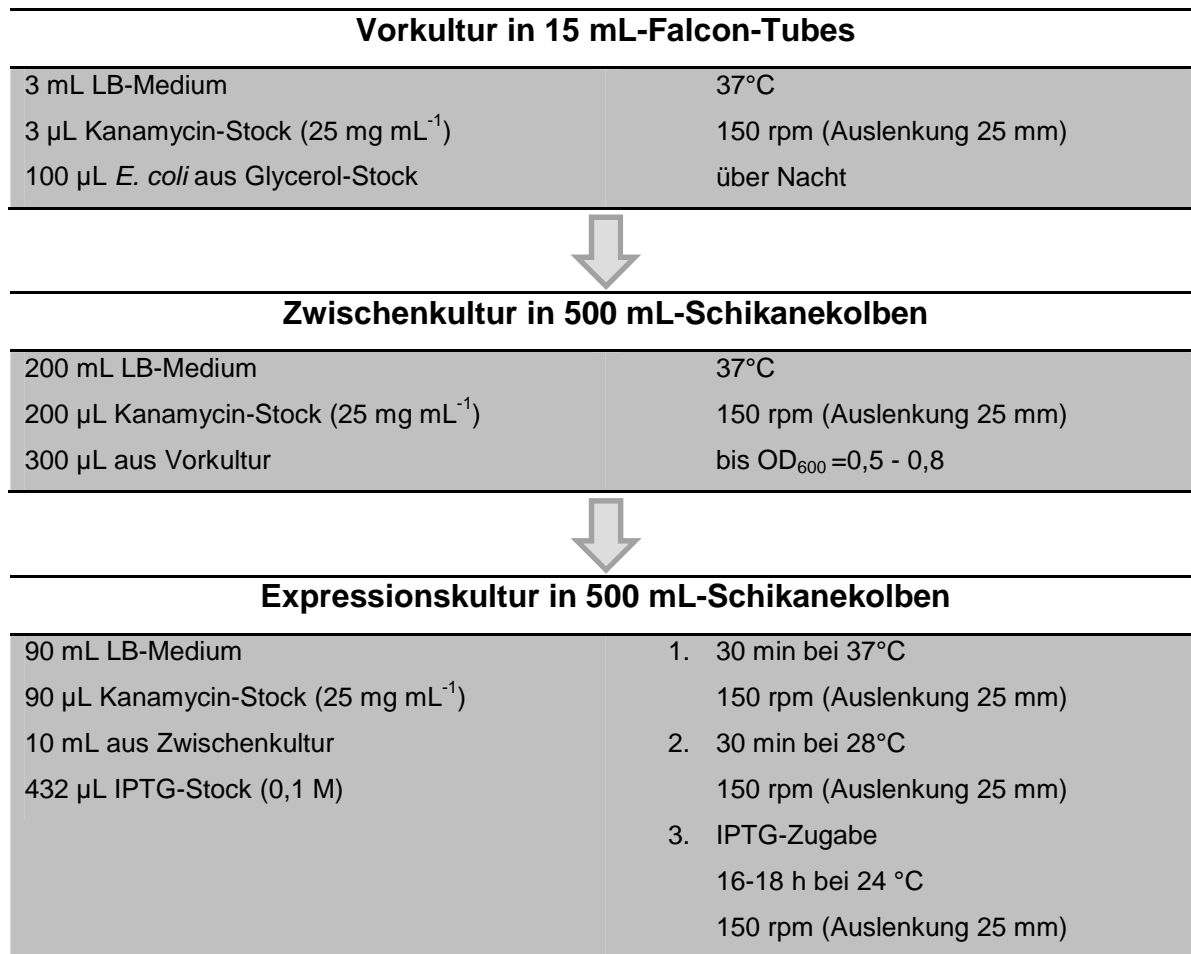 Vorkultur in 15 mL-Falcon-Tubes
3 mL LB-Medium
37°C
3 µL Kanamycin-Stock (25 mg mL⁻¹)
150 rpm (Auslenkung 25 mm)
100 µL E. coli aus Glycerol-Stock
über Nacht
Zwischenkultur in 500 mL-Schikanekolben
200 mL LB-Medium
37°C
200 µL Kanamycin-Stock (25 mg mL⁻¹)
150 rpm (Auslenkung 25 mm)
300 µL aus Vorkultur
bis OD₆₀₀ =0,5 - 0,8
Expressionskultur in 500 mL-Schikanekolben
90 mL LB-Medium
90 µL Kanamycin-Stock (25 mg mL⁻¹)
10 mL aus Zwischenkultur
432 µL IPTG-Stock (0,1 M)
1. 30 min bei 37°C
150 rpm (Auslenkung 25 mm)
2. 30 min bei 28°C
150 rpm (Auslenkung 25 mm)
3. IPTG-Zugabe
16-18 h bei 24 °C
150 rpm (Auslenkung 25 mm)